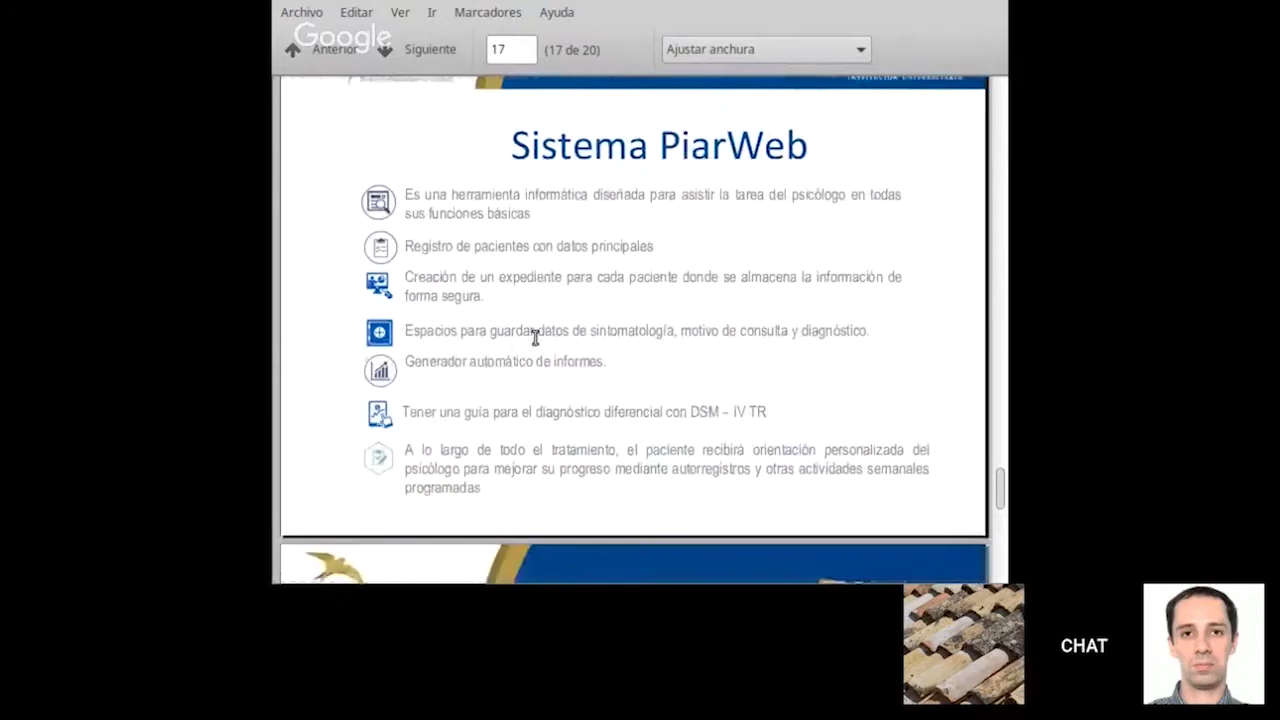 Archivo Editar Ver Ir Marcadores Ayuda
Google
Anterior Siguiente 17 (17 de 20) Ajustar anchura
INSTITUCIÓN UNIVERSITARIA
Sistema PiarWeb
Es una herramienta informática diseñada para asistir la tarea del psicólogo en todas
sus funciones básicas
Registro de pacientes con datos principales
Creación de un expediente para cada paciente donde se almacena la información de
forma segura.
Espacios para guardar datos de sintomatología, motivo de consulta y diagnóstico.
Generador automático de informes.
Tener una guía para el diagnóstico diferencial con DSM – IV TR
A lo largo de todo el tratamiento, el paciente recibirá orientación personalizada del
psicólogo para mejorar su progreso mediante autorregistros y otras actividades semanales
programadas
CHAT